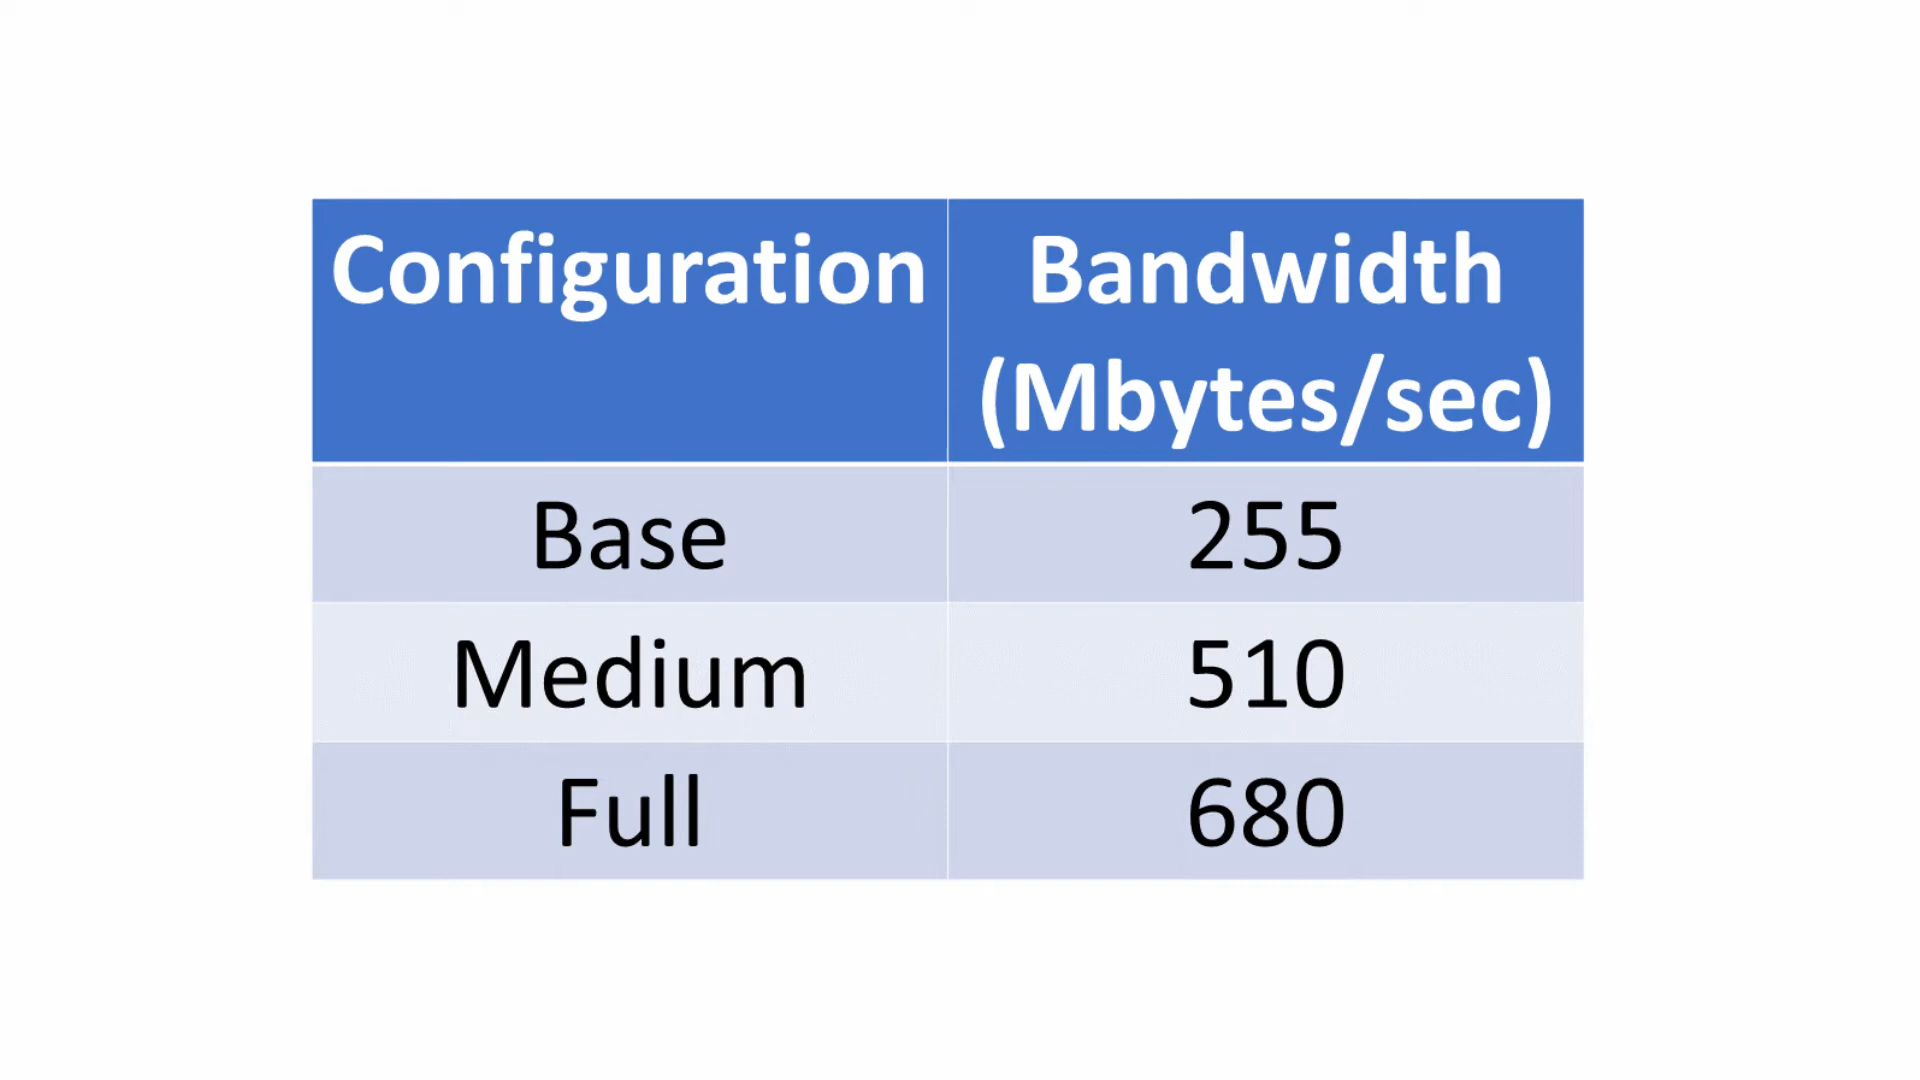 Configuration Bandwidth
(Mbytes/sec)
Base 255
Medium 510
Full 680